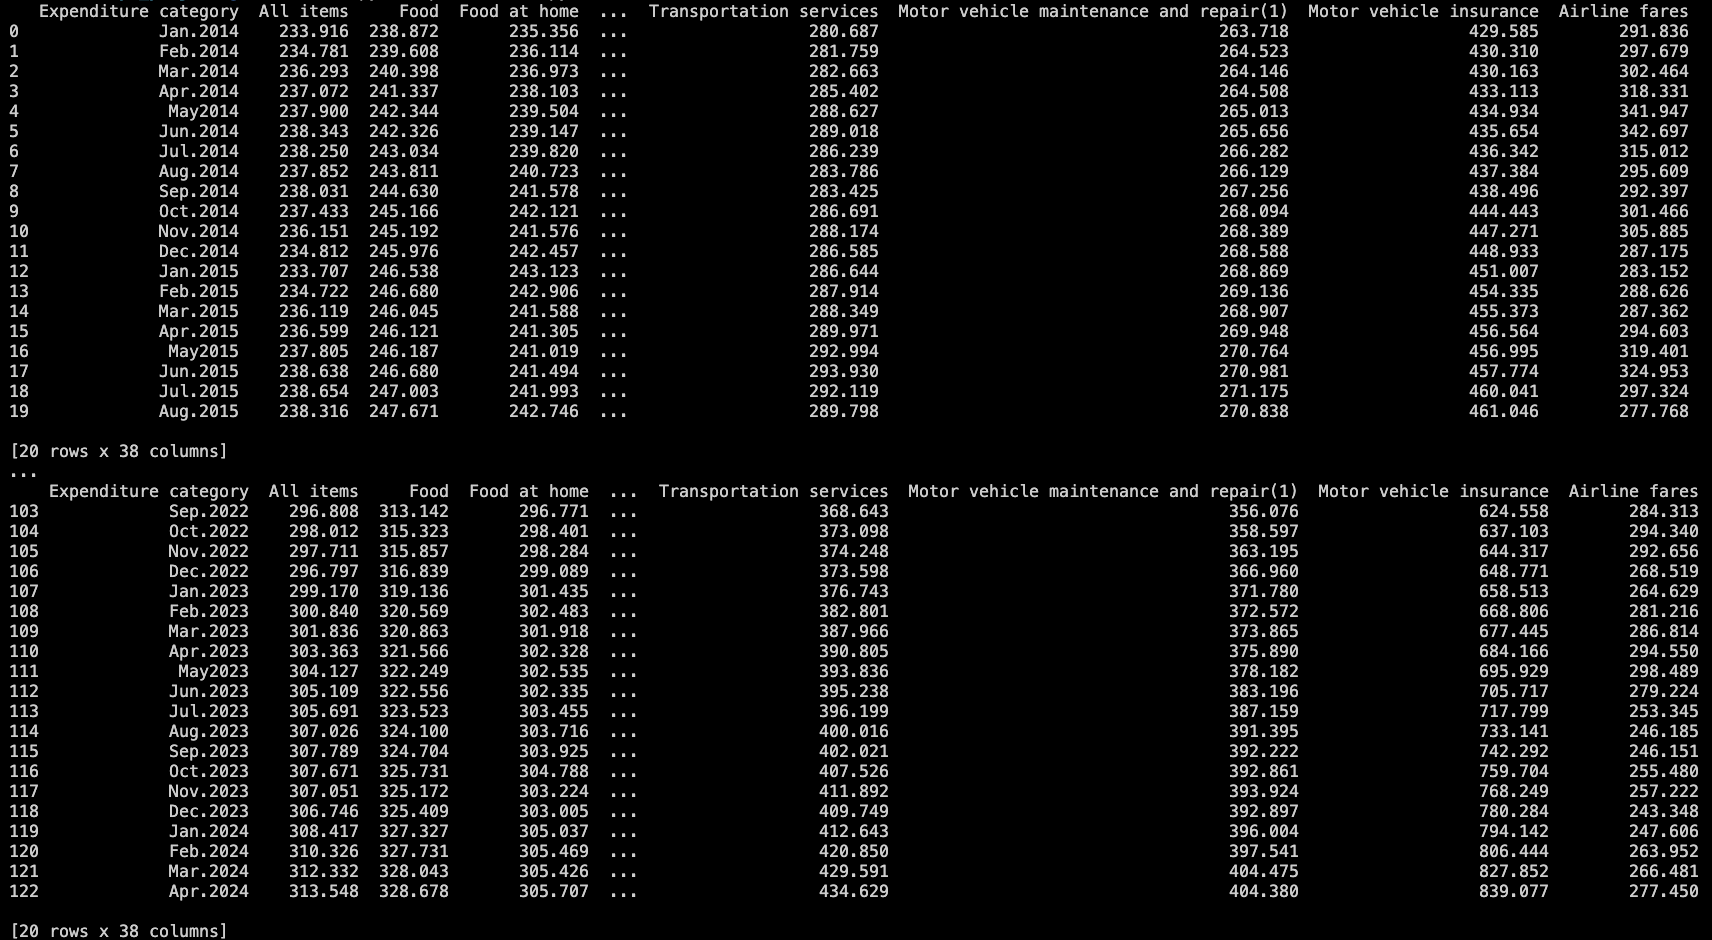 Expenditure category All items Food Food at home ... Transportation services Motor vehicle maintenance and repair(1) Motor vehicle insurance Airline fares
0 Jan.2014 233.916 238.872 235.356 ... 280.687 263.718 429.585 291.836
1 Feb.2014 234.781 239.608 236.114 ... 281.759 264.523 430.310 297.679
2 Mar.2014 236.293 240.398 236.973 ... 282.663 264.146 430.163 302.464
3 Apr.2014 237.072 241.337 238.103 ... 285.402 264.508 433.113 318.331
4 May2014 237.900 242.344 239.504 ... 288.627 265.013 434.934 341.947
5 Jun.2014 238.343 242.326 239.147 ... 289.018 265.656 435.654 342.697
6 Jul.2014 238.250 243.034 239.820 ... 286.239 266.282 436.342 315.012
7 Aug.2014 237.852 243.811 240.723 ... 283.786 266.129 437.384 295.609
8 Sep.2014 238.031 244.630 241.578 ... 283.425 267.256 438.496 292.397
9 Oct.2014 237.433 245.166 242.121 ... 286.691 268.094 444.443 301.466
10 Nov.2014 236.151 245.192 241.576 ... 288.174 268.389 447.271 305.885
11 Dec.2014 234.812 245.976 242.457 ... 286.585 268.588 448.933 287.175
12 Jan.2015 233.707 246.538 243.123 ... 286.644 268.869 451.007 283.152
13 Feb.2015 234.722 246.680 242.906 ... 287.914 269.136 454.335 288.626
14 Mar.2015 236.119 246.045 241.588 ... 288.349 268.907 455.373 287.362
15 Apr.2015 236.599 246.121 241.305 ... 289.971 269.948 456.564 294.603
16 May2015 237.805 246.187 241.019 ... 292.994 270.764 456.995 319.401
17 Jun.2015 238.638 246.680 241.494 ... 293.930 270.981 457.774 324.953
18 Jul.2015 238.654 247.003 241.993 ... 292.119 271.175 460.041 297.324
19 Aug.2015 238.316 247.671 242.746 ... 289.798 270.838 461.046 277.768
[20 rows x 38 columns]
...
Expenditure category All items Food Food at home ... Transportation services Motor vehicle maintenance and repair(1) Motor vehicle insurance Airline fares
103 Sep.2022 296.808 313.142 296.771 ... 368.643 356.076 624.558 284.313
104 Oct.2022 298.012 315.323 298.401 ... 373.098 358.597 637.103 294.340
105 Nov.2022 297.711 315.857 298.284 ... 374.248 363.195 644.317 292.656
106 Dec.2022 296.797 316.839 299.089 ... 373.598 366.960 648.771 268.519
107 Jan.2023 299.170 319.136 301.435 ... 376.743 371.780 658.513 264.629
108 Feb.2023 300.840 320.569 302.483 ... 382.801 372.572 668.806 281.216
109 Mar.2023 301.836 320.863 301.918 ... 387.966 373.865 677.445 286.814
110 Apr.2023 303.363 321.566 302.328 ... 390.805 375.890 684.166 294.550
111 May2023 304.127 322.249 302.535 ... 393.836 378.182 695.929 298.489
112 Jun.2023 305.109 322.556 302.335 ... 395.238 383.196 705.717 279.224
113 Jul.2023 305.691 323.523 303.455 ... 396.199 387.159 717.799 253.345
114 Aug.2023 307.026 324.100 303.716 ... 400.016 391.395 733.141 246.185
115 Sep.2023 307.789 324.704 303.925 ... 402.021 392.222 742.292 246.151
116 Oct.2023 307.671 325.731 304.788 ... 407.526 392.861 759.704 255.480
117 Nov.2023 307.051 325.172 303.224 ... 411.892 393.924 768.249 257.222
118 Dec.2023 306.746 325.409 303.005 ... 409.749 392.897 780.284 243.348
119 Jan.2024 308.417 327.327 305.037 ... 412.643 396.004 794.142 247.606
120 Feb.2024 310.326 327.731 305.469 ... 420.850 397.541 806.444 263.952
121 Mar.2024 312.332 328.043 305.426 ... 429.591 404.475 827.852 266.481
122 Apr.2024 313.548 328.678 305.707 ... 434.629 404.380 839.077 277.450
[20 rows x 38 columns]